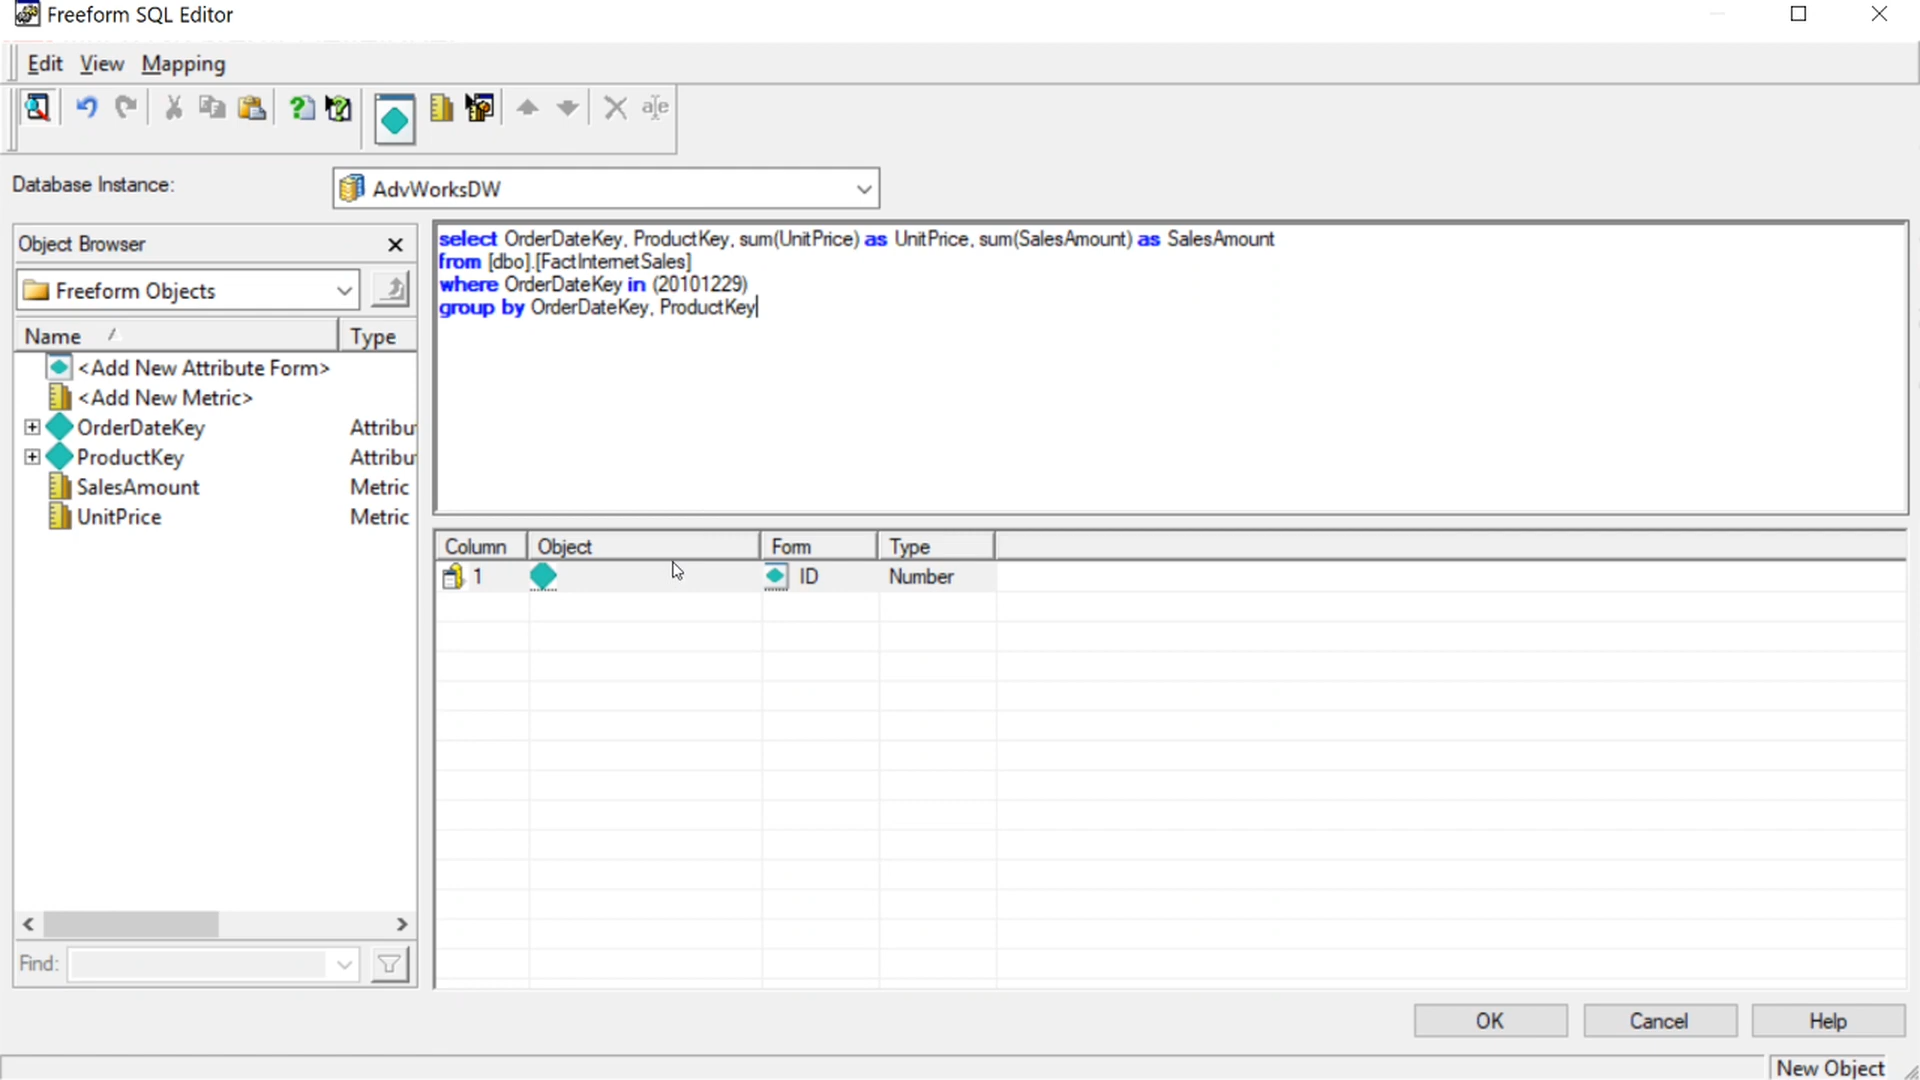 Freeform SQL Editor
Edit View Mapping
Database Instance: AdvWorksDW
Object Browser
Freeform Objects
Name Type
<Add New Attribute Form>
<Add New Metric>
OrderDateKey Attribu
ProductKey Attribu
SalesAmount Metric
UnitPrice Metric
Find:
select OrderDateKey, ProductKey, sum(UnitPrice) as UnitPrice, sum(SalesAmount) as SalesAmount
from [dbo].[FactInternetSales]
where OrderDateKey in (20101229)
group by OrderDateKey, ProductKey
Column Object Form Type
1 ID Number
OK Cancel Help
New Object